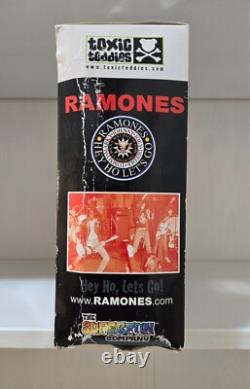 toxic
teddies
www.toxicteddies.com
RAMONES
RAMONES
HEY HO LET'S GO
Hey Ho, Lets Go!
www.RAMONES.com
THE
COMPANY